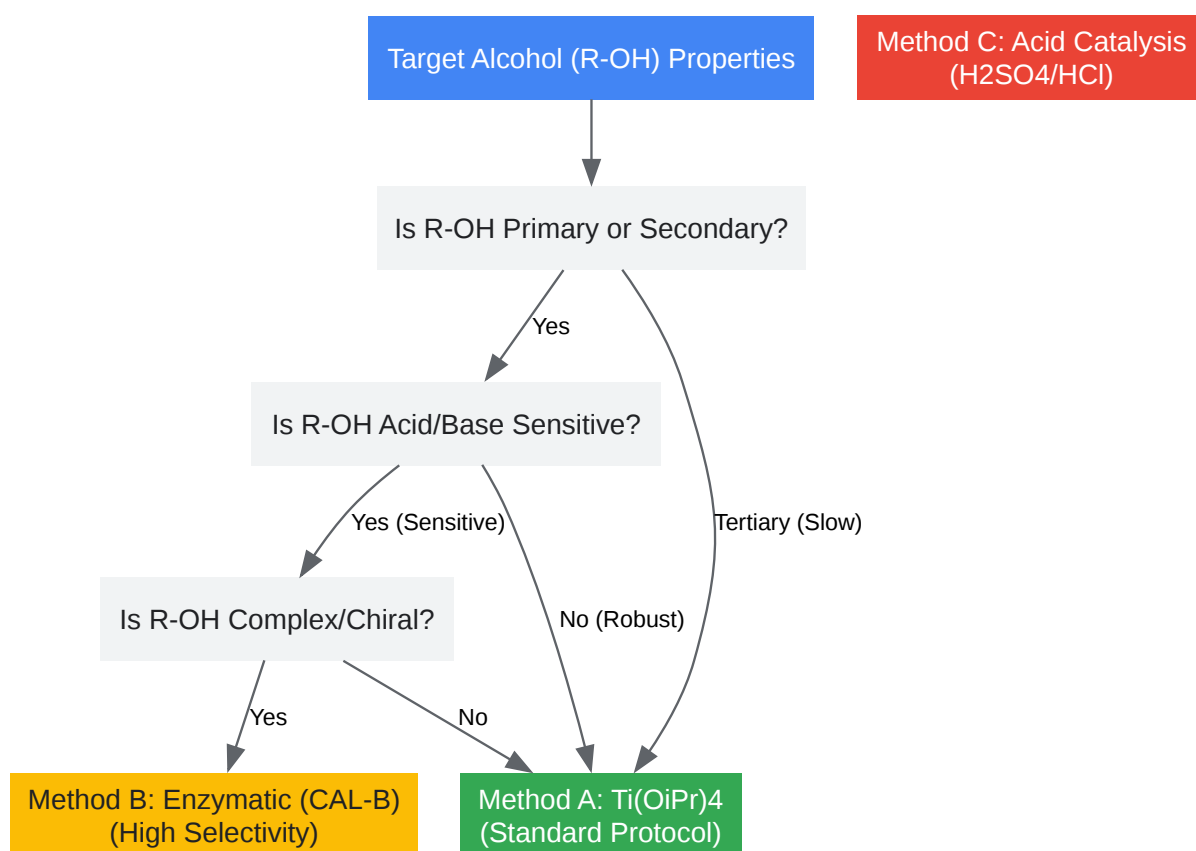 Target Alcohol (R-OH) Properties
Method C: Acid Catalysis
(H2SO4/HCl)
Is R-OH Primary or Secondary?
Yes
Is R-OH Acid/Base Sensitive?
Yes (Sensitive)
Tertiary (Slow)
Is R-OH Complex/Chiral?
No (Robust)
Yes
No
Method B: Enzymatic (CAL-B)
(High Selectivity)
Method A: Ti(OiPr)4
(Standard Protocol)